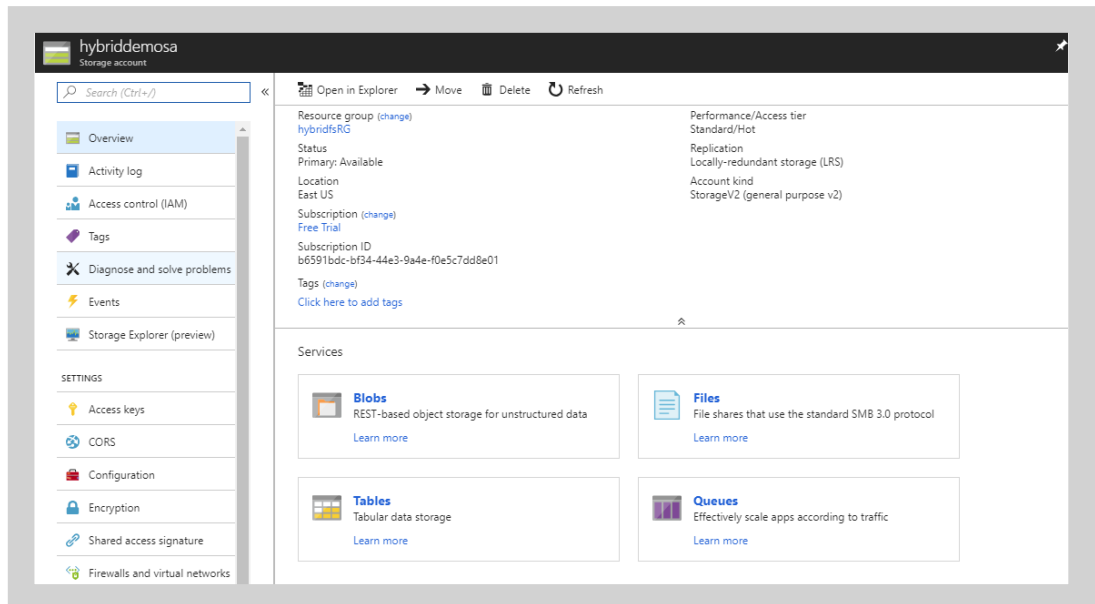 hybriddemosa
Storage account
Search (Ctrl+/)
«
Overview
Activity log
Access control (IAM)
Tags
Diagnose and solve problems
Events
Storage Explorer (preview)
SETTINGS
Access keys
CORS
Configuration
Encryption
Shared access signature
Firewalls and virtual networks
Open in Explorer Move Delete Refresh
Resource group (change)
hybridfsRG
Status
Primary: Available
Location
East US
Subscription (change)
Free Trial
Subscription ID
b6591bdc-bf34-44e3-9a4e-f0e5c7dd8e01
Tags (change)
Click here to add tags
Performance/Access tier
Standard/Hot
Replication
Locally-redundant storage (LRS)
Account kind
StorageV2 (general purpose v2)
Services
Blobs
REST-based object storage for unstructured data
Learn more
Files
File shares that use the standard SMB 3.0 protocol
Learn more
Tables
Tabular data storage
Learn more
Queues
Effectively scale apps according to traffic
Learn more